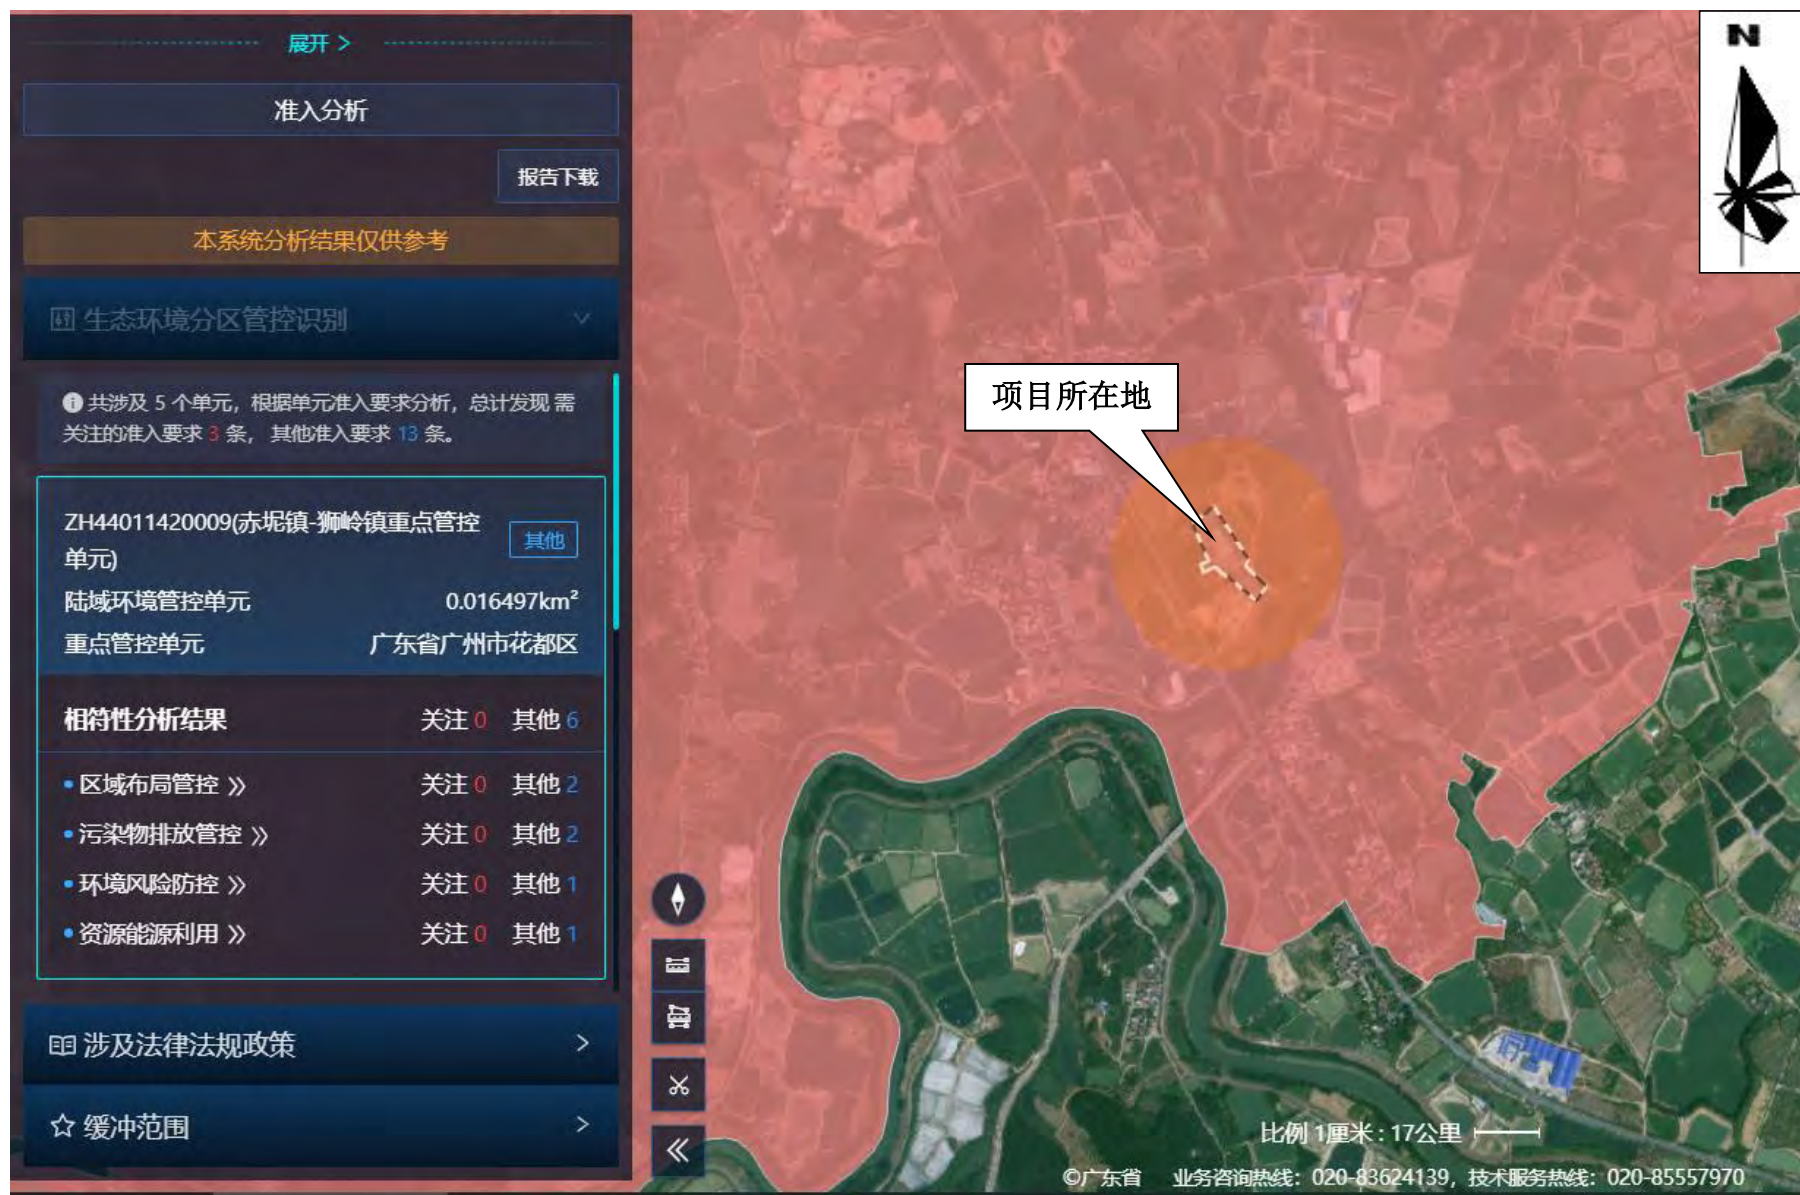 展开 >
准入分析
报告下载
本系统分析结果仅供参考
生态环境分区管控识别
共涉及 5 个单元，根据单元准入要求分析，总计发现 需
关注的准入要求 3 条， 其他准入要求 13 条。
ZH44011420009(赤坭镇-狮岭镇重点管控
单元)
其他
陆域环境管控单元 0.016497km²
重点管控单元 广东省广州市花都区
相符性分析结果 关注 0 其他 6
区域布局管控 关注 0 其他 2
污染物排放管控 关注 0 其他 2
环境风险防控 关注 0 其他 1
资源能源利用 关注 0 其他 1
涉及法律法规政策
缓冲范围
项目所在地
N
比例 1厘米 : 17公里
©广东省 业务咨询热线：020-83624139，技术服务热线：020-85557970